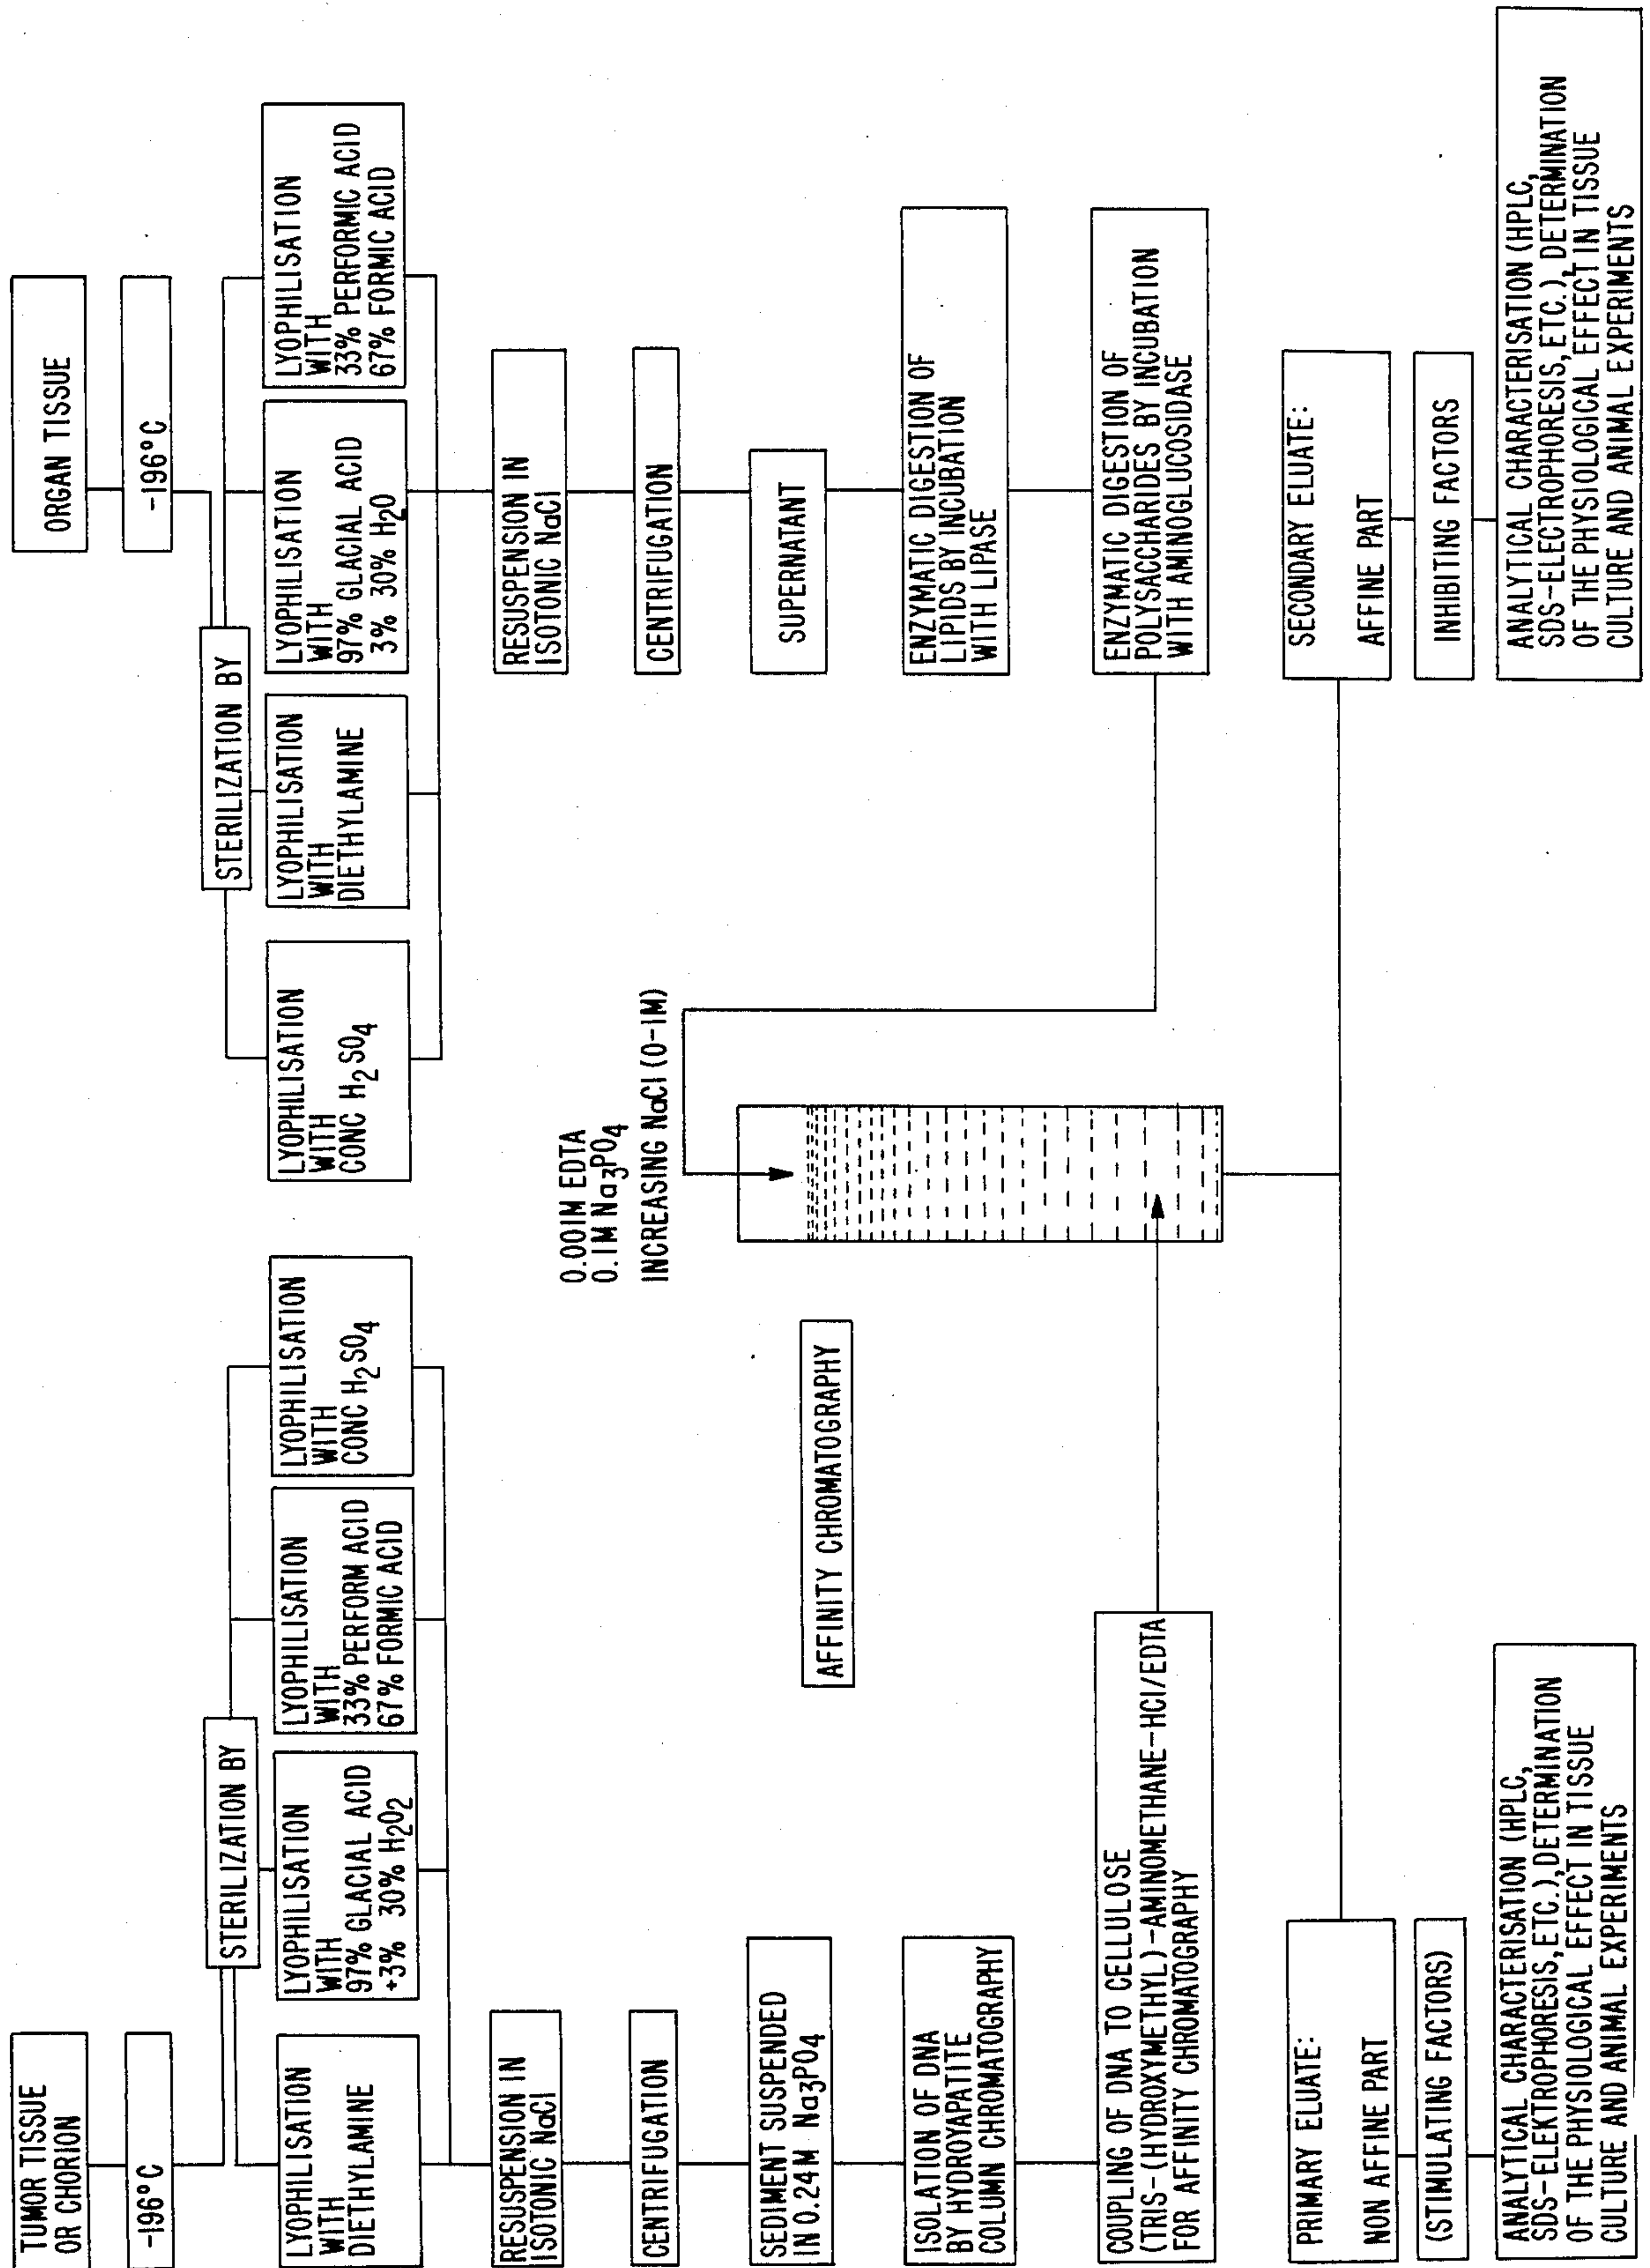 TUMOR TISSUE
OR CHORION
-196°C
STERILIZATION BY
LYOPHILISATION
WITH
DIETHYLAMINE
LYOPHILISATION
WITH
97% GLACIAL ACID
+3% 30% H2O2
LYOPHILISATION
WITH
33% PERFORM ACID
67% FORMIC ACID
LYOPHILISATION
WITH
CONC H2SO4
RESUSPENSION IN
ISOTONIC NaCl
CENTRIFUGATION
SEDIMENT SUSPENDED
IN 0.24M Na3PO4
ISOLATION OF DNA
BY HYDROYAPATITE
COLUMN CHROMATOGRAPHY
COUPLING OF DNA TO CELLULOSE
(TRIS-(HYDROXYMETHYL)-AMINOMETHANE-HCl/EDTA
FOR AFFINITY CHROMATOGRAPHY
ORGAN TISSUE
-196°C
STERILIZATION BY
LYOPHILISATION
WITH
CONC H2SO4
LYOPHILISATION
WITH
DIETHYLAMINE
LYOPHILISATION
WITH
97% GLACIAL ACID
3% 30% H2O
LYOPHILISATION
WITH
33% PERFORMIC ACID
67% FORMIC ACID
RESUSPENSION IN
ISOTONIC NaCl
CENTRIFUGATION
SUPERNATANT
ENZYMATIC DIGESTION OF
LIPIDS BY INCUBATION
WITH LIPASE
ENZYMATIC DIGESTION OF
POLYSACCHARIDES BY INCUBATION
WITH AMINOGLUCOSIDASE
0.001M EDTA
0.1M Na3PO4
INCREASING NaCl (0-1M)
AFFINITY CHROMATOGRAPHY
PRIMARY ELUATE:
NON AFFINE PART
(STIMULATING FACTORS)
ANALYTICAL CHARACTERISATION (HPLC,
SDS-ELEKTROPHORESIS, ETC.), DETERMINATION
OF THE PHYSIOLOGICAL EFFECT IN TISSUE
CULTURE AND ANIMAL EXPERIMENTS
SECONDARY ELUATE:
AFFINE PART
INHIBITING FACTORS
ANALYTICAL CHARACTERISATION (HPLC,
SDS-ELECTROPHORESIS, ETC.), DETERMINATION
OF THE PHYSIOLOGICAL EFFECT IN TISSUE
CULTURE AND ANIMAL EXPERIMENTS